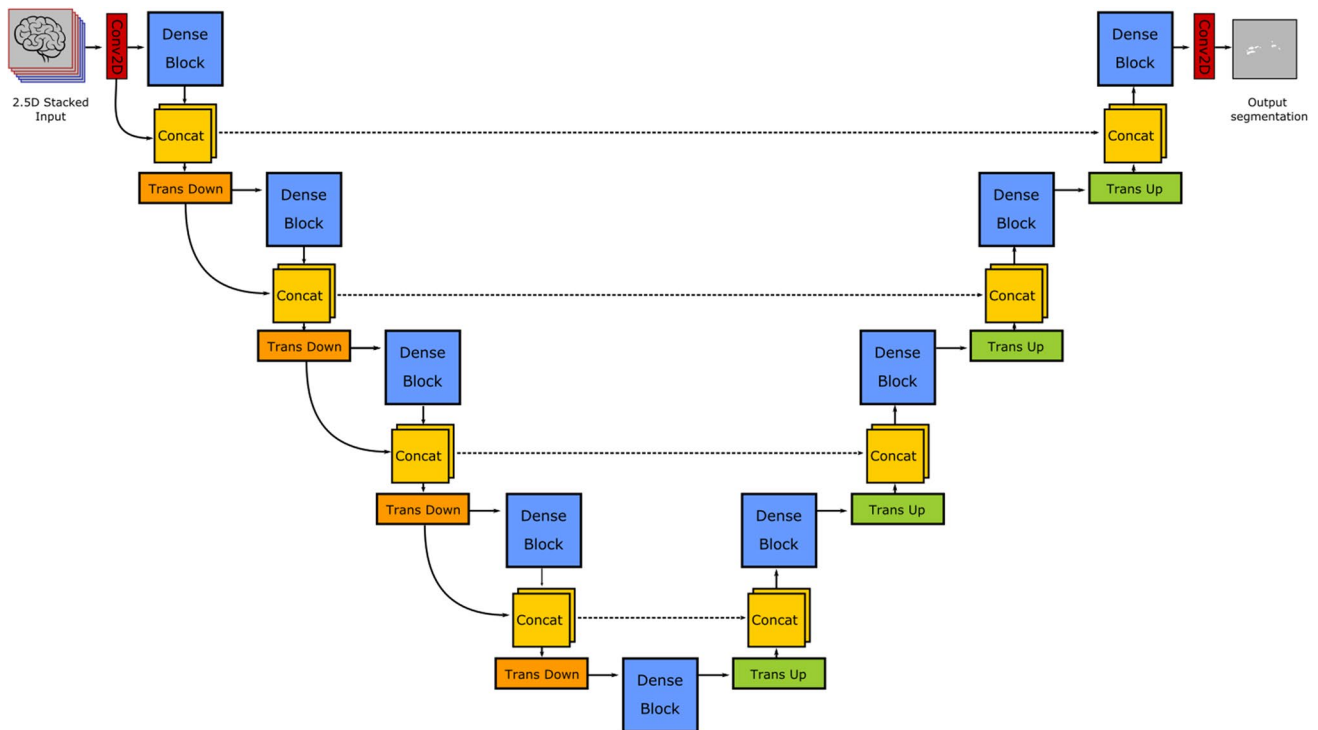 Conv2D
Dense
Block
Dense
Block
Conv2D
2.5D Stacked
Input
Output
segmentation
Concat
Concat
Trans Down
Dense
Block
Dense
Block
Trans Up
Concat
Concat
Trans Down
Dense
Block
Dense
Block
Trans Up
Concat
Concat
Trans Down
Dense
Block
Dense
Block
Trans Up
Concat
Concat
Trans Down
Dense
Block
Trans Up